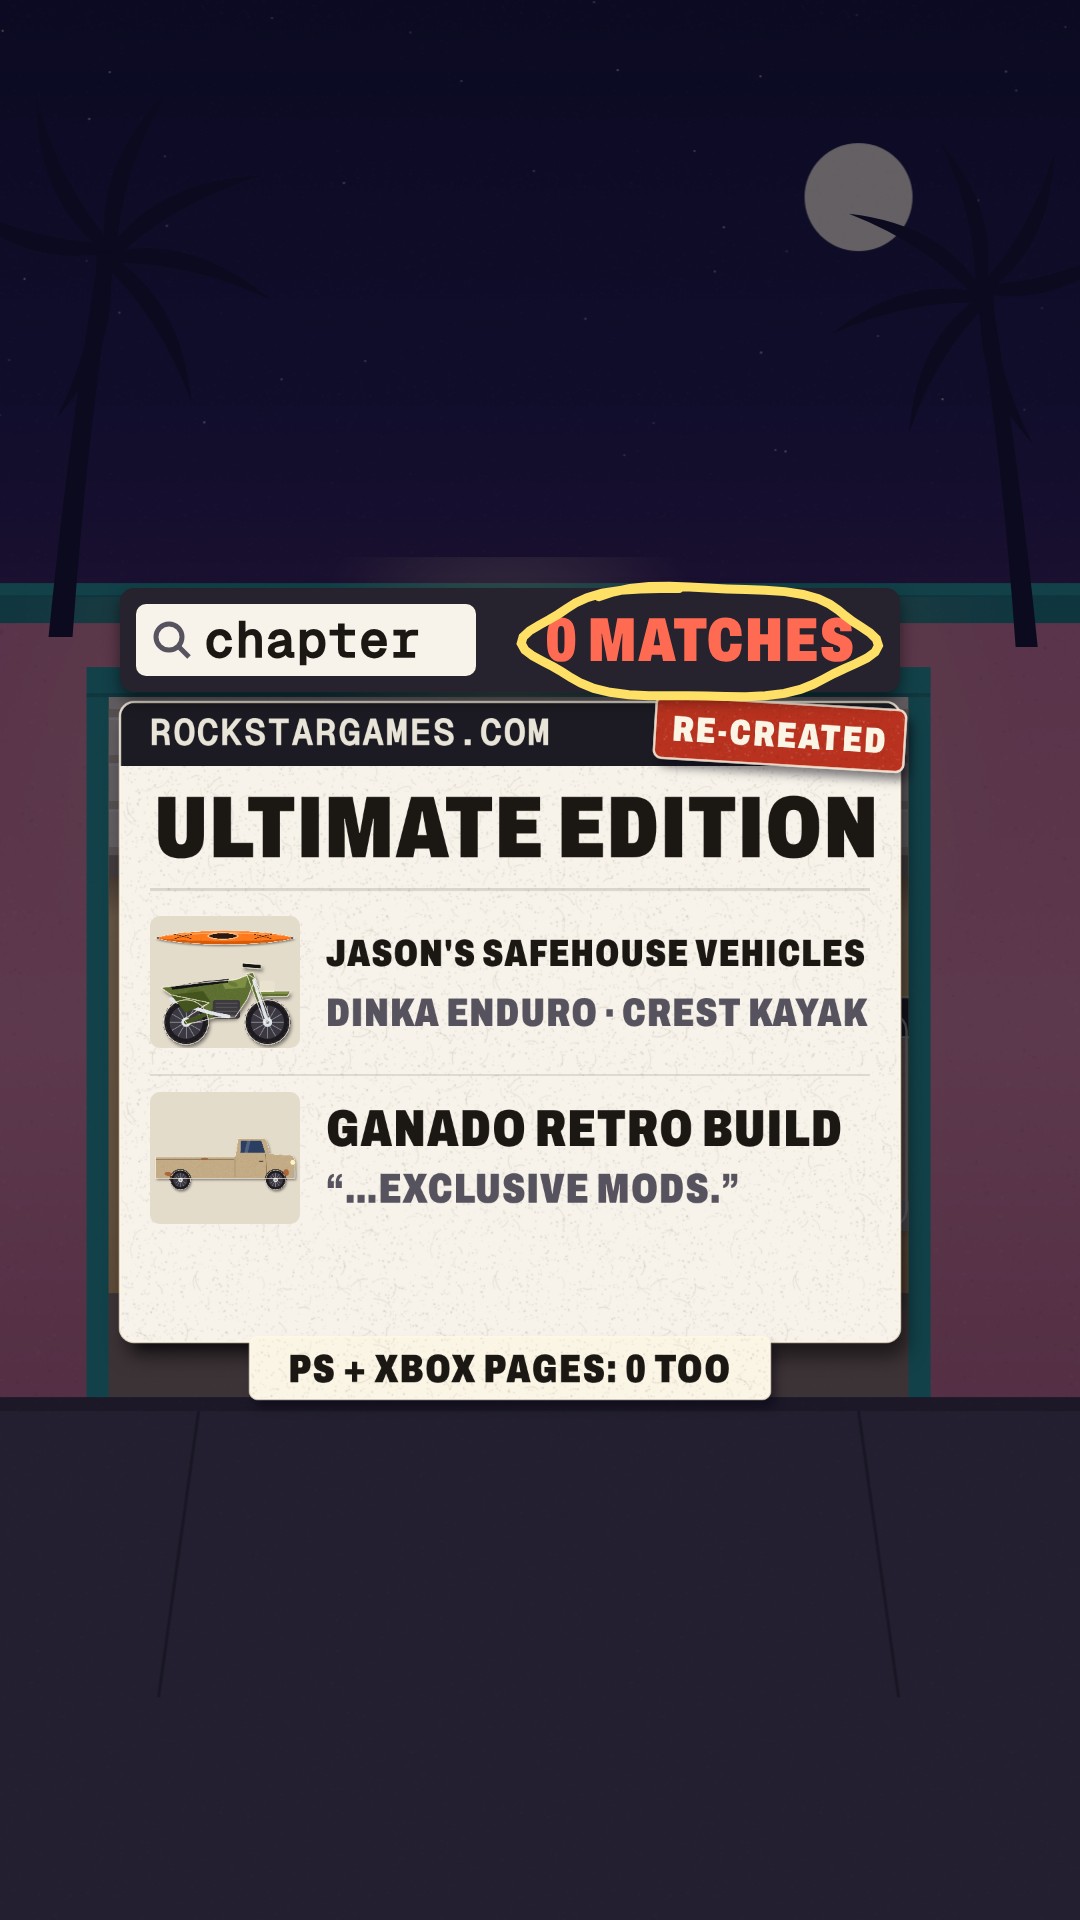 chapter
0 MATCHES
ROCKSTARGAMES.COM
RE-CREATED
ULTIMATE EDITION
JASON'S SAFEHOUSE VEHICLES
DINKA ENDURO · CREST KAYAK
GANADO RETRO BUILD
“...EXCLUSIVE MODS.”
PS + XBOX PAGES: 0 TOO